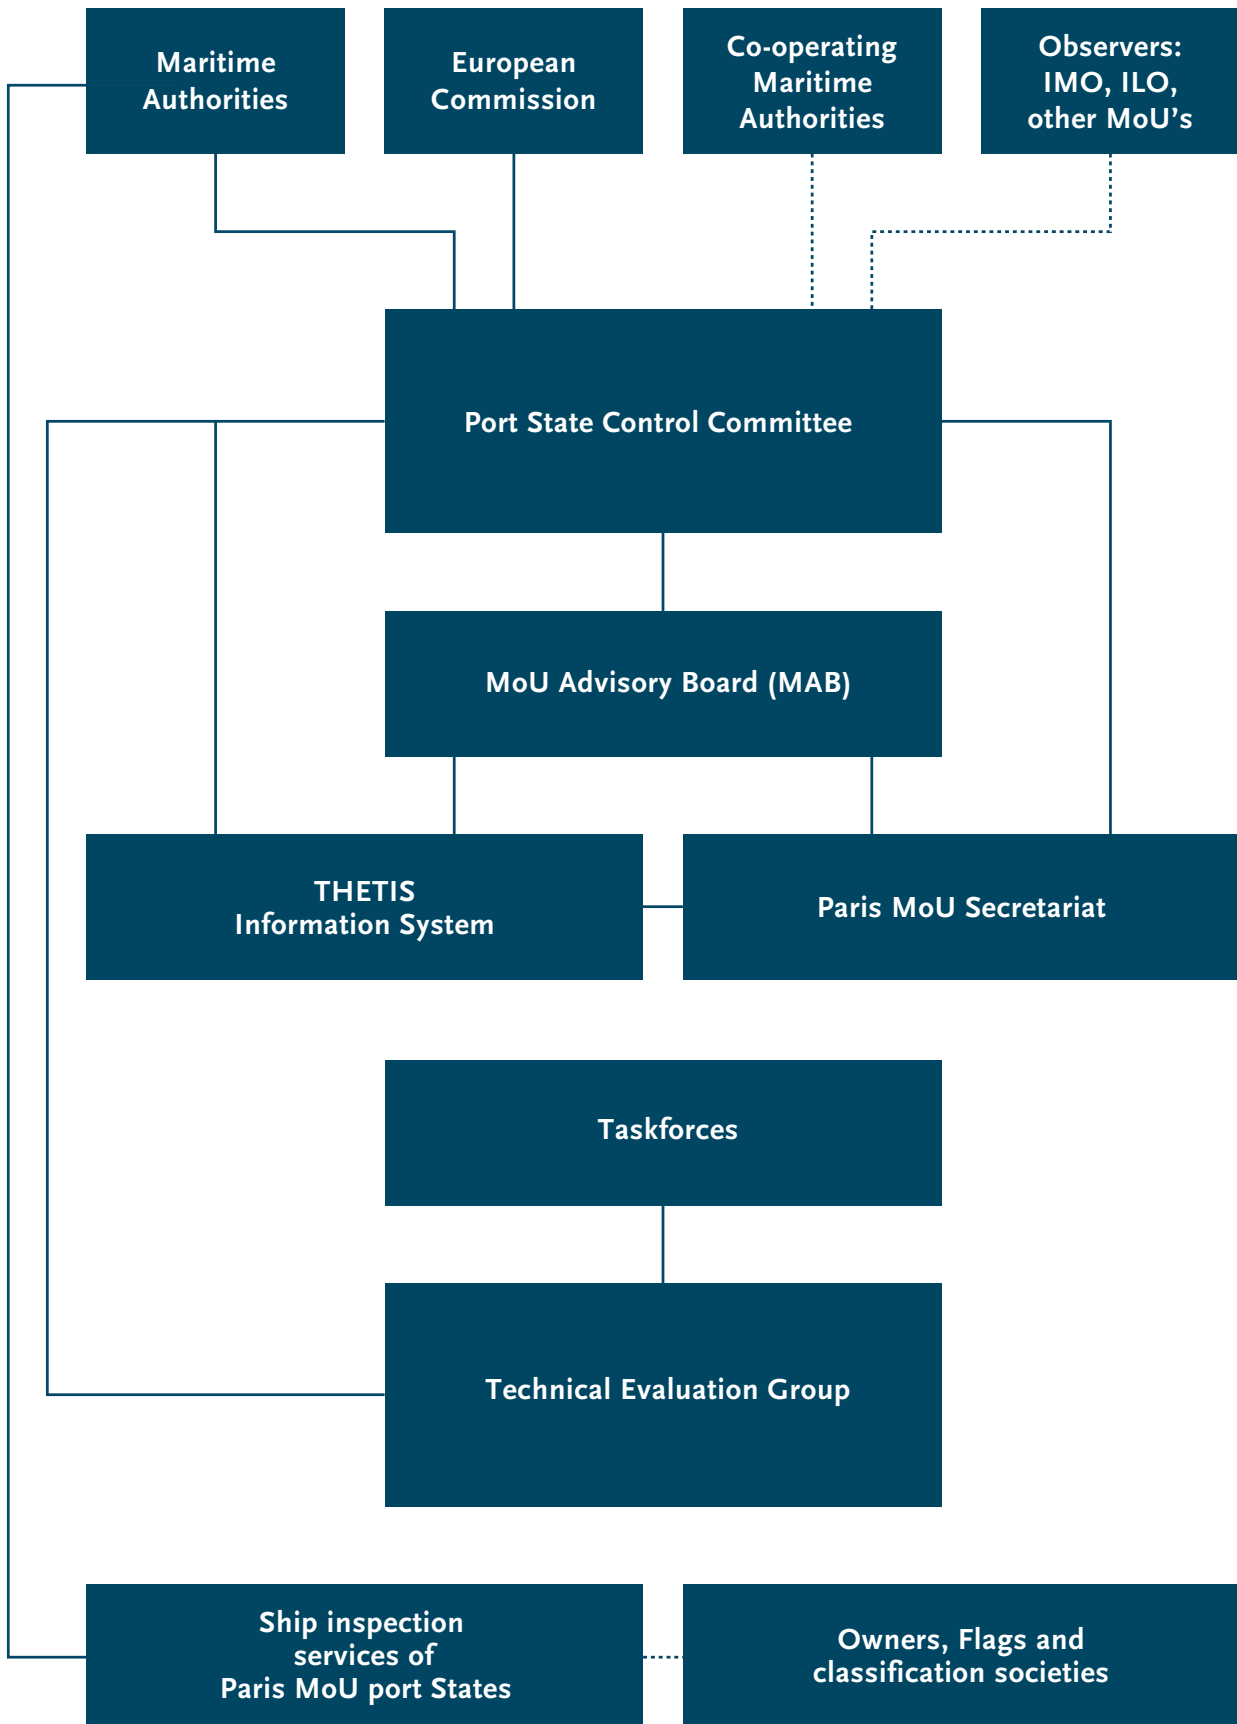 Maritime
Authorities
European
Commission
Co-operating
Maritime
Authorities
Observers:
IMO, ILO,
other MoU’s
Port State Control Committee
MoU Advisory Board (MAB)
THETIS
Information System
Paris MoU Secretariat
Taskforces
Technical Evaluation Group
Ship inspection
services of
Paris MoU port States
Owners, Flags and
classification societies